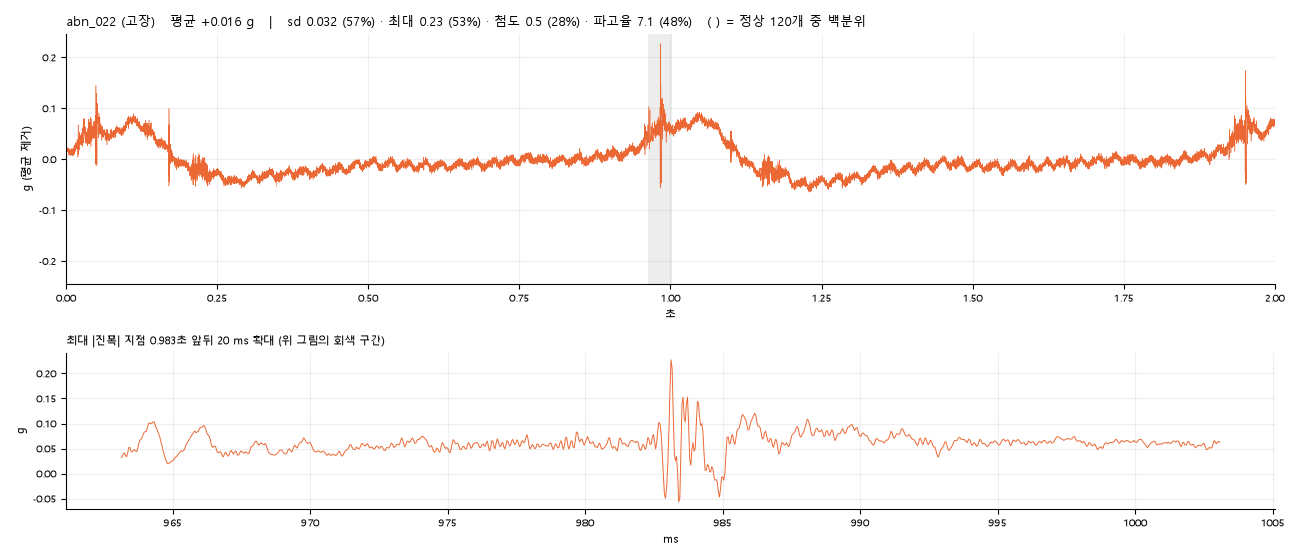 abn_022 (고장) 평균 +0.016 g | sd 0.032 (57%) · 최대 0.23 (53%) · 첨도 0.5 (28%) · 파고율 7.1 (48%) ( ) = 정상 120개 중 백분위
g (평균 제거)
0.2
0.1
0.0
-0.1
-0.2
0.00 0.25 0.50 0.75 1.00 1.25 1.50 1.75 2.00
초
최대 |진폭| 지점 0.983초 앞뒤 20 ms 확대 (위 그림의 회색 구간)
g
0.20
0.15
0.10
0.05
0.00
-0.05
965 970 975 980 985 990 995 1000 1005
ms